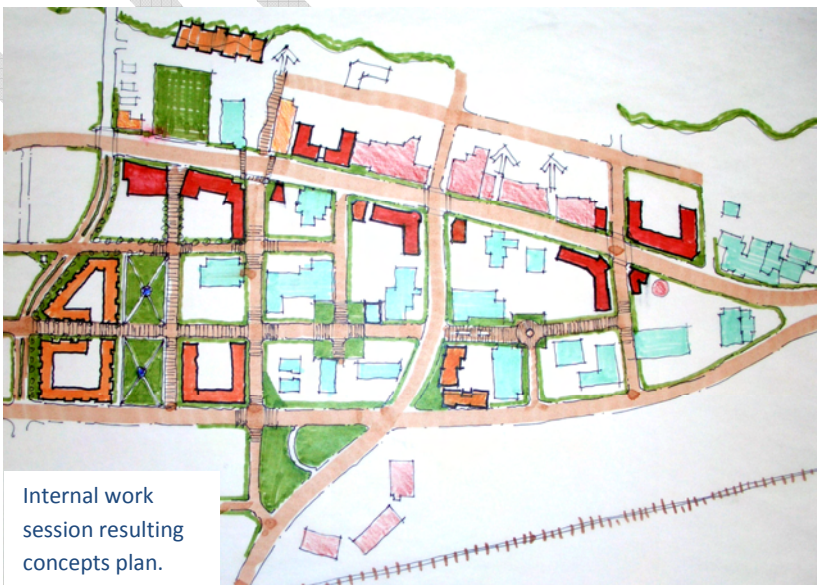 Internal work
session resulting
concepts plan.